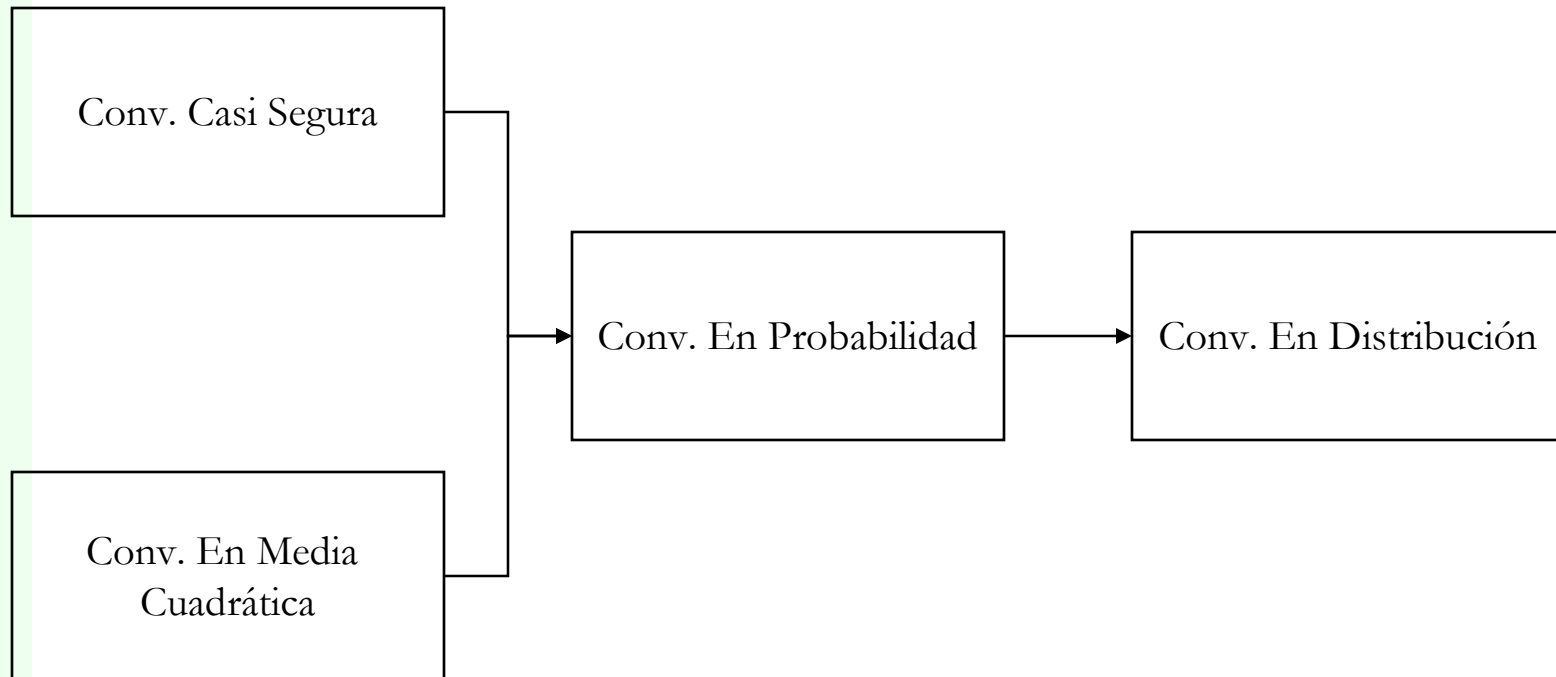 Conv. Casi Segura
Conv. En Probabilidad
Conv. En Distribución
Conv. En Media
Cuadrática